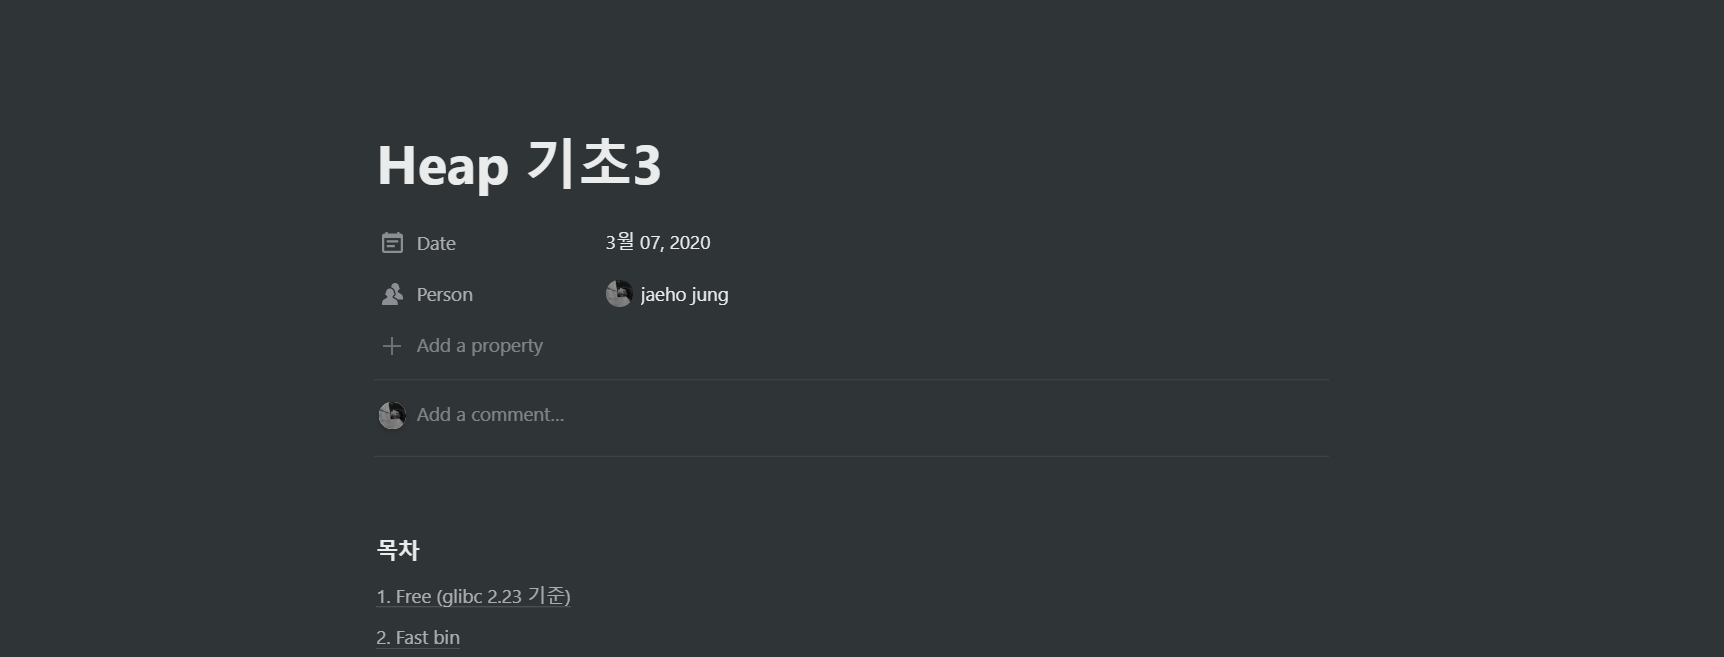 Heap 기초3
Date 3월 07, 2020
Person jaeho jung
Add a property
Add a comment...
목차
1. Free (glibc 2.23 기준)
2. Fast bin